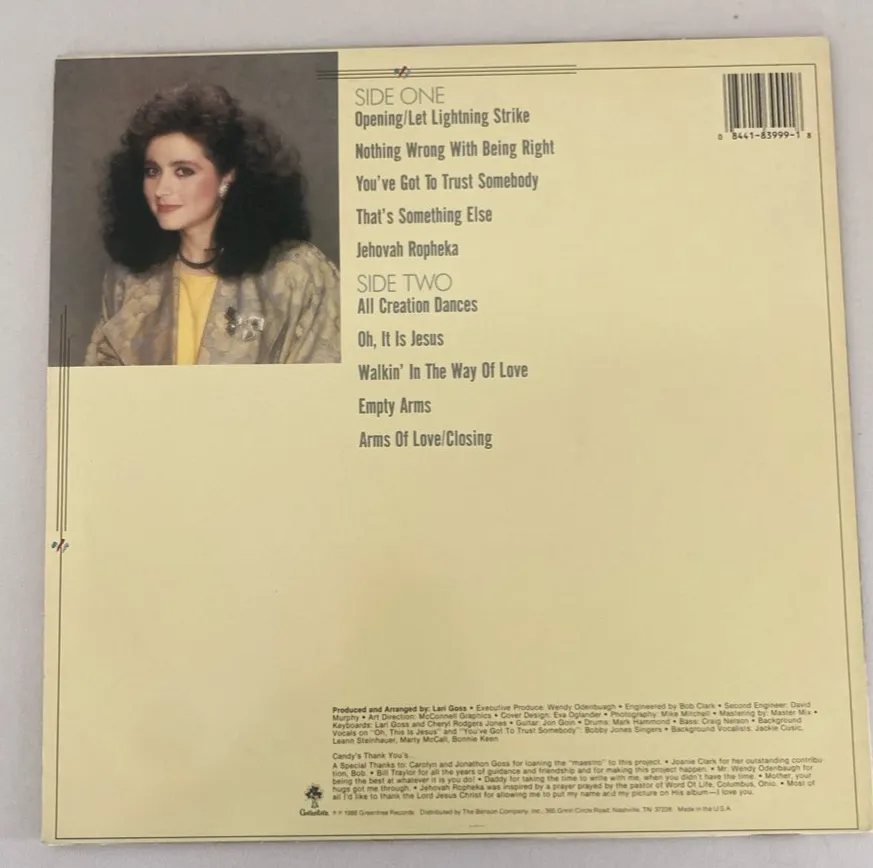 SIDE ONE
Opening/Let Lightning Strike
Nothing Wrong With Being Right
You've Got To Trust Somebody
That's Something Else
Jehovah Ropheka
SIDE TWO
All Creation Dances
Oh, It Is Jesus
Walkin' In The Way Of Love
Empty Arms
Arms Of Love/Closing
0 8441-83999-1 8
Produced and Arranged by: Lari Goss • Executive Produce: Wendy Odenbuagh • Engineered by Bob Clark • Second Engineer: David
Murphy • Art Direction: McConnell Graphics • Cover Design: Eva Oglander • Photography: Mike Mitchell • Mastering by: Master Mix •
Keyboards: Lari Goss and Cheryl Rodgers Jones • Guitar: Jon Goin • Drums: Mark Hammond • Bass: Craig Nelson • Background
Vocals on "Oh, This Is Jesus" and "You've Got To Trust Somebody": Bobby Jones Singers • Background Vocalists: Jackie Cusic,
Leann Steinhauer, Marty McCall, Bonnie Keen
Candy's Thank You's...
A Special Thanks to: Carolyn and Jonathon Goss for loaning the "maestro" to this project. • Joanie Clark for her outstanding contribu
tion, Bob. • Bill Traylor for all the years of guidance and friendship and for making this project happen. • Mr. Wendy Odenbaugh for
being the best at whatever it is you do! • Daddy for taking the time to write with me, when you didn't have the time. • Mother, your
hugs got me through. • Jehovah Ropheka was inspired by a prayer prayed by the pastor of Word Of Life, Columbus, Ohio. • Most of
all I'd like to thank the Lord Jesus Christ for allowing me to put my name and my picture on His album—I love you.
Greentree ℗ © 1986 Greentree Records Distributed by The Benson Company, Inc., 365 Great Circle Road, Nashville, TN 37228 Made in the U.S.A.